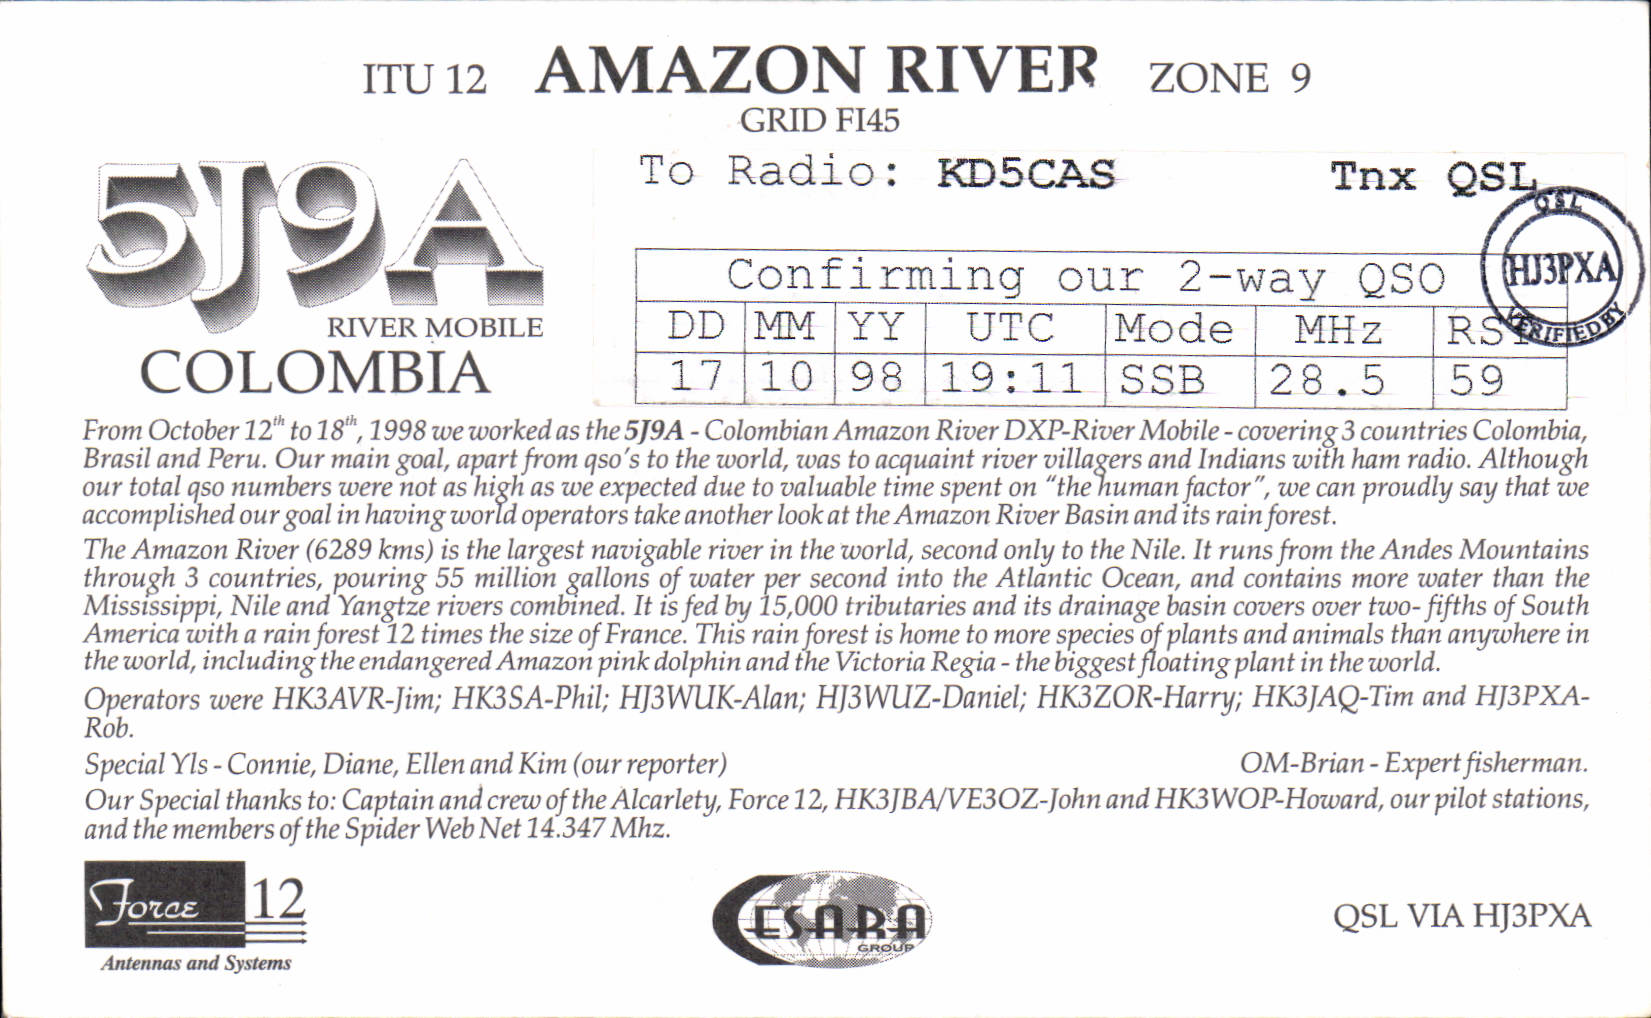 ITU 12 AMAZON RIVER ZONE 9
GRID FI45
5J9A
RIVER MOBILE
COLOMBIA
To Radio: KD5CAS Tnx QSL
QSL
HJ3PXA
VERIFIED BY
Confirming our 2-way QSO
DD MM YY UTC Mode MHz RST
17 10 98 19:11 SSB 28.5 59
From October 12th to 18th, 1998 we worked as the 5J9A - Colombian Amazon River DXP-River Mobile - covering 3 countries Colombia,
Brasil and Peru. Our main goal, apart from qso's to the world, was to acquaint river villagers and Indians with ham radio. Although
our total qso numbers were not as high as we expected due to valuable time spent on "the human factor", we can proudly say that we
accomplished our goal in having world operators take another look at the Amazon River Basin and its rain forest.
The Amazon River (6289 kms) is the largest navigable river in the world, second only to the Nile. It runs from the Andes Mountains
through 3 countries, pouring 55 million gallons of water per second into the Atlantic Ocean, and contains more water than the
Mississippi, Nile and Yangtze rivers combined. It is fed by 15,000 tributaries and its drainage basin covers over two-fifths of South
America with a rain forest 12 times the size of France. This rain forest is home to more species of plants and animals than anywhere in
the world, including the endangered Amazon pink dolphin and the Victoria Regia - the biggest floating plant in the world.
Operators were HK3AVR-Jim; HK3SA-Phil; HJ3WUK-Alan; HJ3WUZ-Daniel; HK3ZOR-Harry; HK3JAQ-Tim and HJ3PXA-
Rob.
Special Yls - Connie, Diane, Ellen and Kim (our reporter) OM-Brian - Expert fisherman.
Our Special thanks to: Captain and crew of the Alcarlety, Force 12, HK3JBA/VE3OZ-John and HK3WOP-Howard, our pilot stations,
and the members of the Spider Web Net 14.347 Mhz.
Force 12
Antennas and Systems
CESARA
GROUP
QSL VIA HJ3PXA